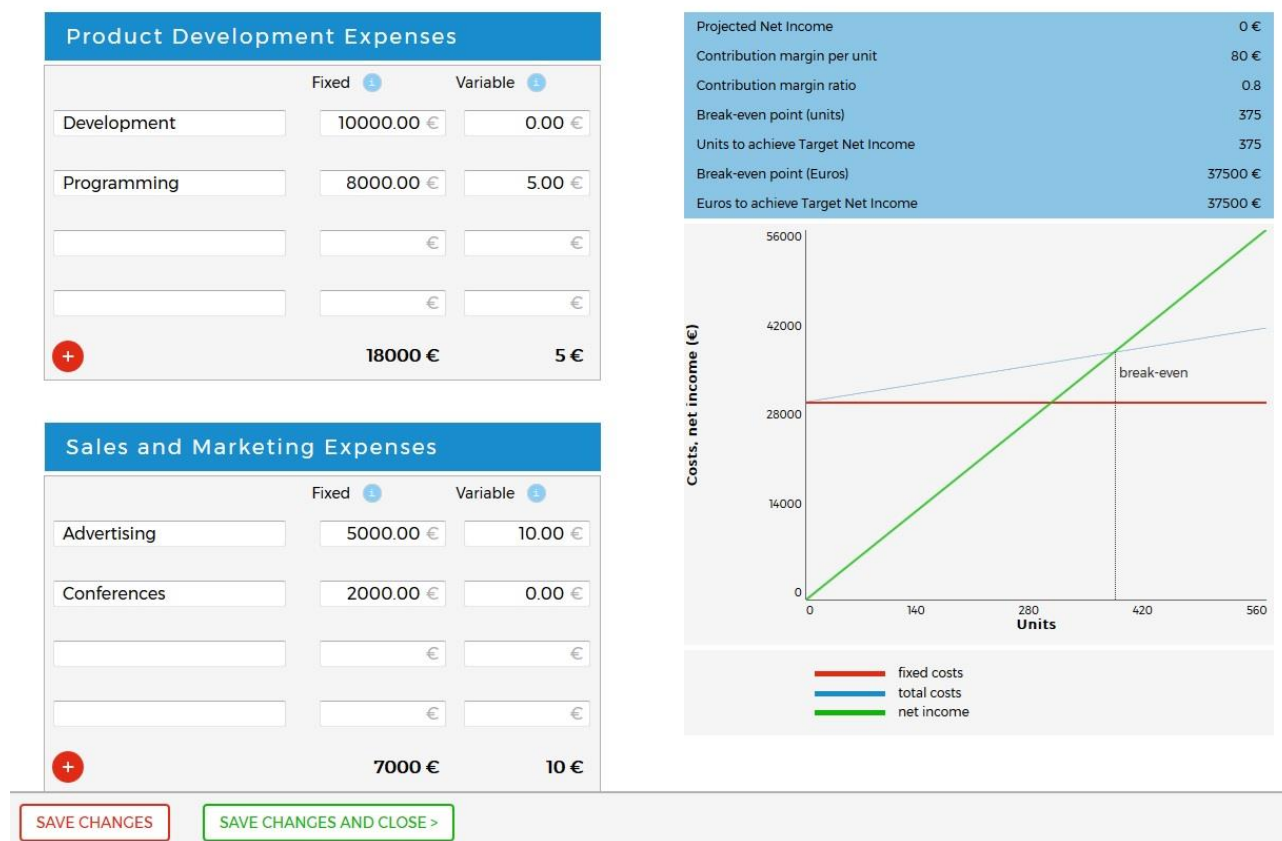 Product Development Expenses
Fixed i Variable i
Development 10000.00 € 0.00 €
Programming 8000.00 € 5.00 €
€ €
€ €
+ 18000 € 5 €
Sales and Marketing Expenses
Fixed i Variable i
Advertising 5000.00 € 10.00 €
Conferences 2000.00 € 0.00 €
€ €
€ €
+ 7000 € 10 €
Projected Net Income 0 €
Contribution margin per unit 80 €
Contribution margin ratio 0.8
Break-even point (units) 375
Units to achieve Target Net Income 375
Break-even point (Euros) 37500 €
Euros to achieve Target Net Income 37500 €
Costs, net income (€)
56000
42000
28000
14000
0
break-even
0 140 280 420 560
Units
fixed costs
total costs
net income
SAVE CHANGES SAVE CHANGES AND CLOSE >